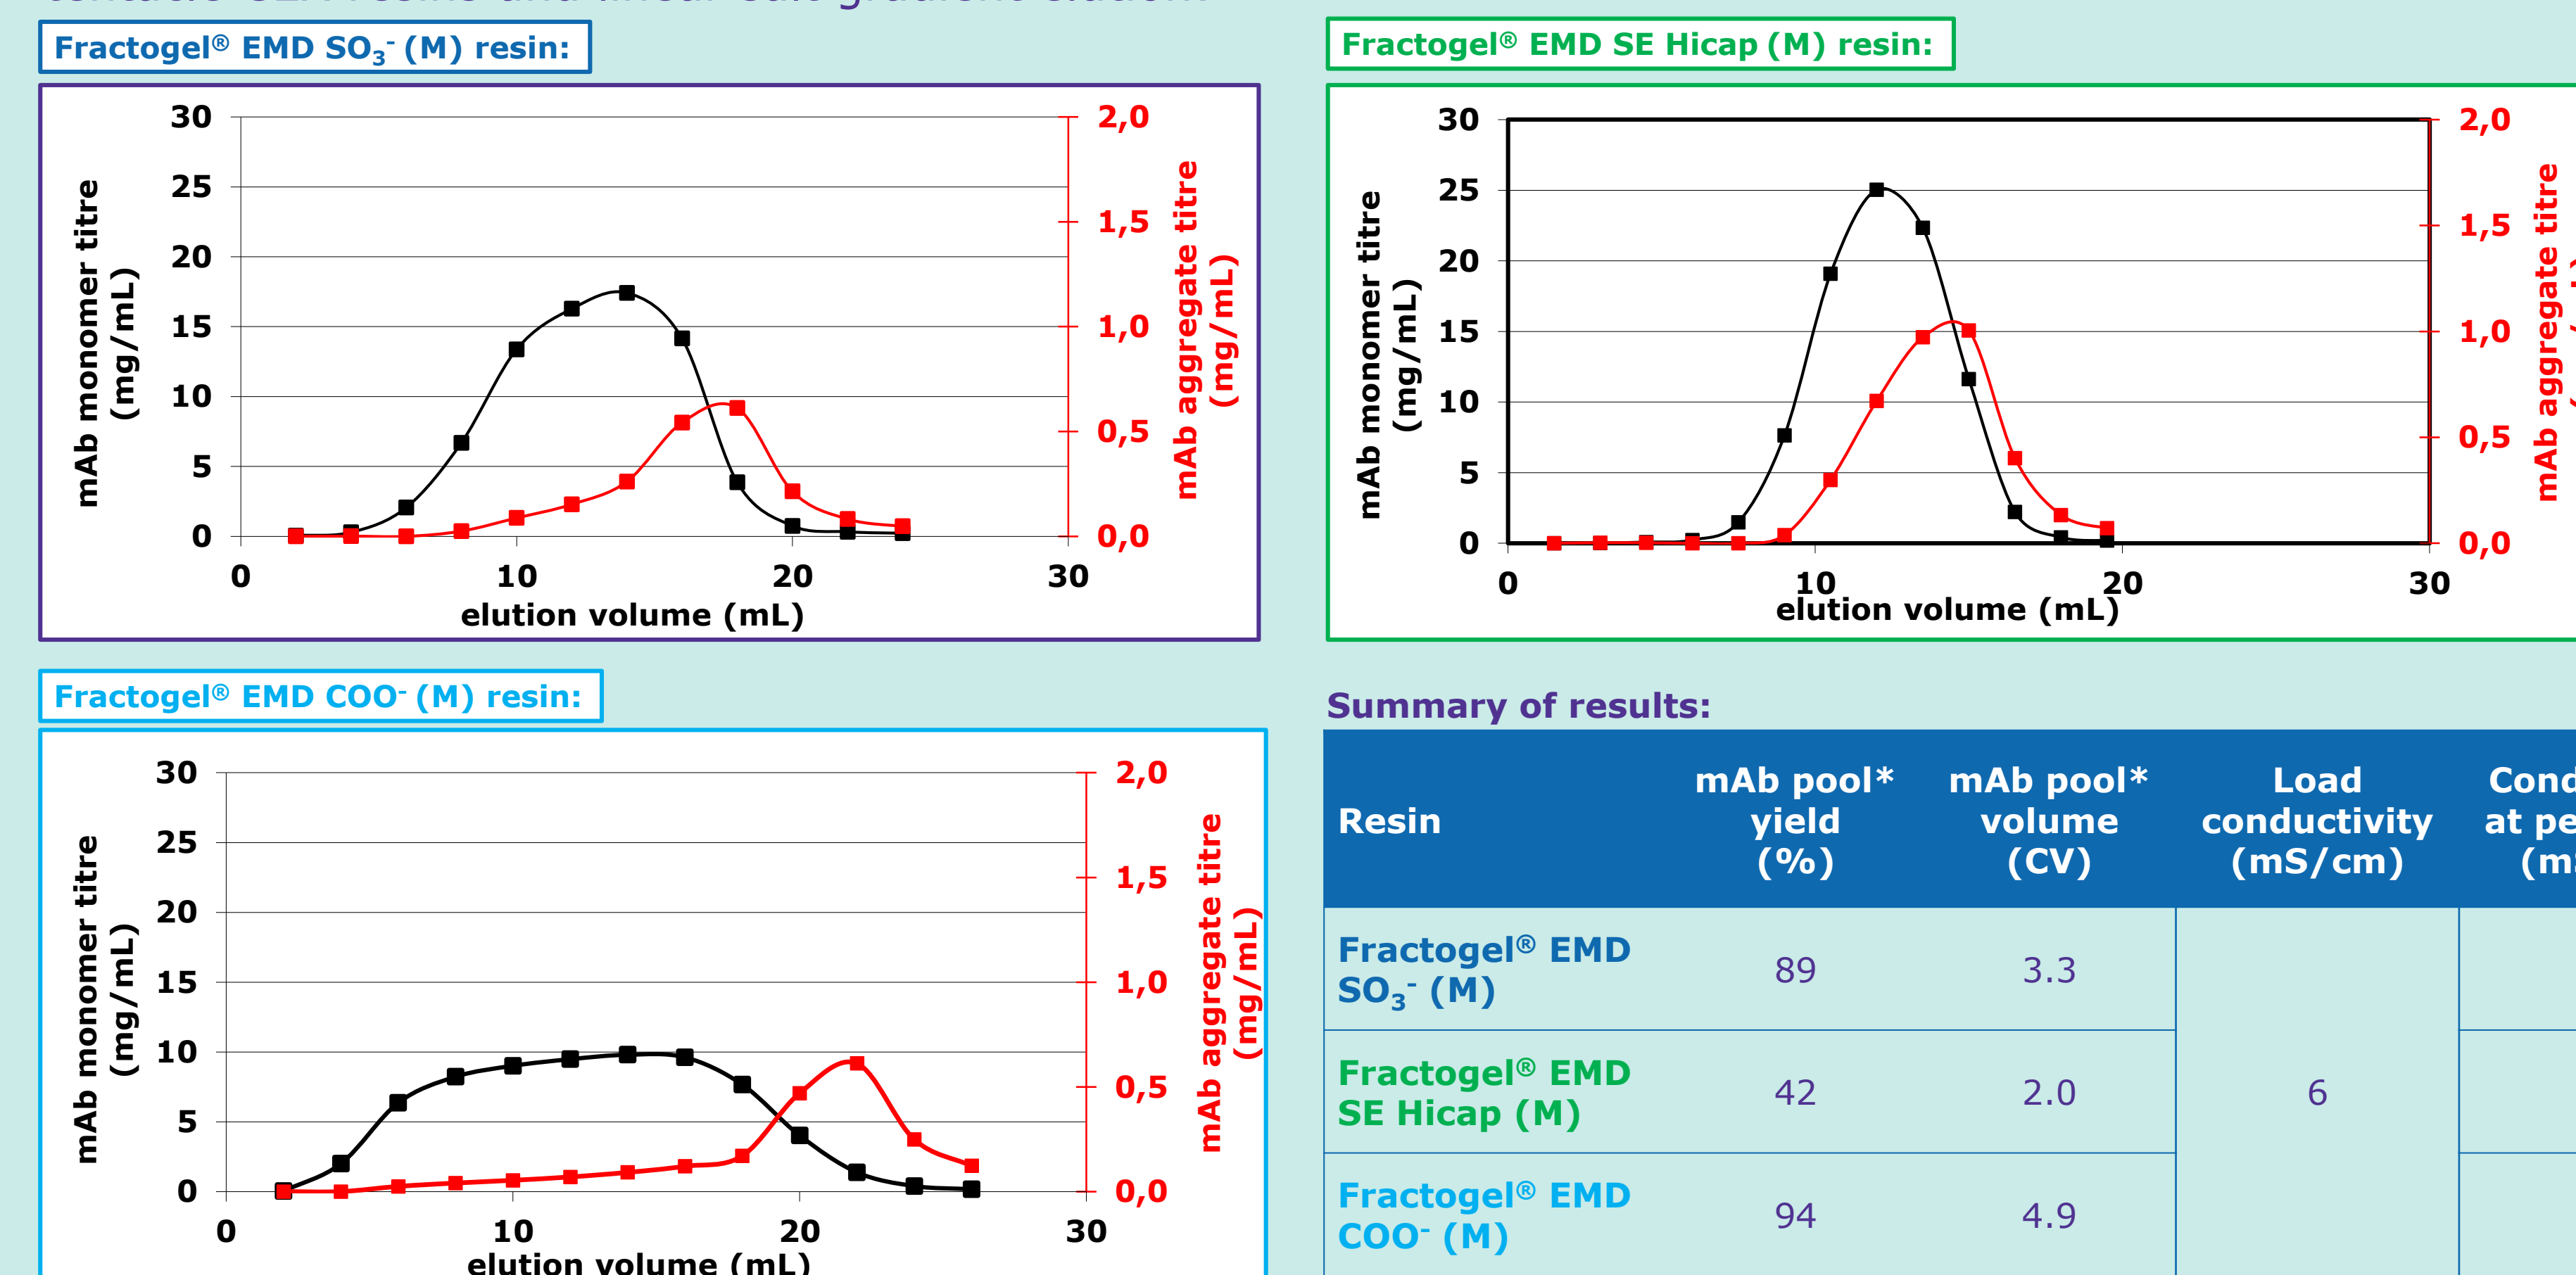 Fractogel® EMD SO₃⁻ (M) resin:
30
25
20
15
10
5
0
mAb monomer titre
(mg/mL)
2,0
1,5
1,0
0,5
0,0
mAb aggregate titre
(mg/mL)
0 10 20 30
elution volume (mL)
Fractogel® EMD SE Hicap (M) resin:
30
25
20
15
10
5
0
mAb monomer titre
(mg/mL)
2,0
1,5
1,0
0,5
0,0
mAb aggregate titre
0 10 20 30
elution volume (mL)
Fractogel® EMD COO⁻ (M) resin:
30
25
20
15
10
5
0
mAb monomer titre
(mg/mL)
2,0
1,5
1,0
0,5
0,0
mAb aggregate titre
(mg/mL)
0 10 20 30
elution volume (mL)
Summary of results:
Resin
mAb pool*
yield
(%)
mAb pool*
volume
(CV)
Load
conductivity
(mS/cm)
Cond
at pe
Fractogel® EMD
SO₃⁻ (M)
89
3.3
Fractogel® EMD
SE Hicap (M)
42
2.0
6
Fractogel® EMD
COO⁻ (M)
94
4.9